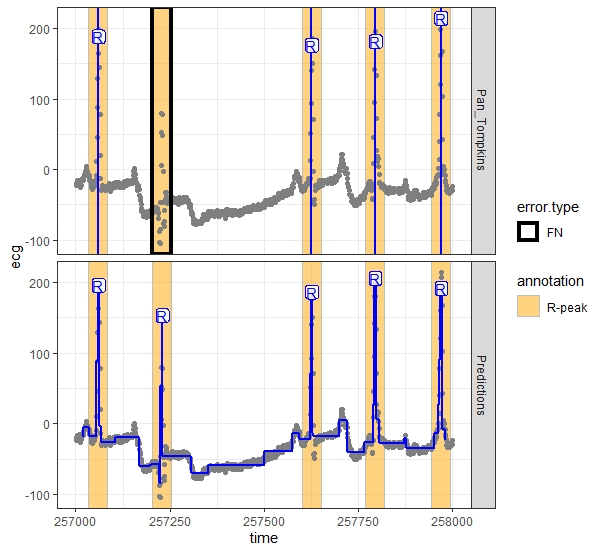 200
100
0
-100
R
R
R
R
Pan_Tompkins
ecg
200
100
0
-100
R
R
R
R
R
Predictions
257000
257250
257500
257750
258000
time
error.type
FN
annotation
R-peak